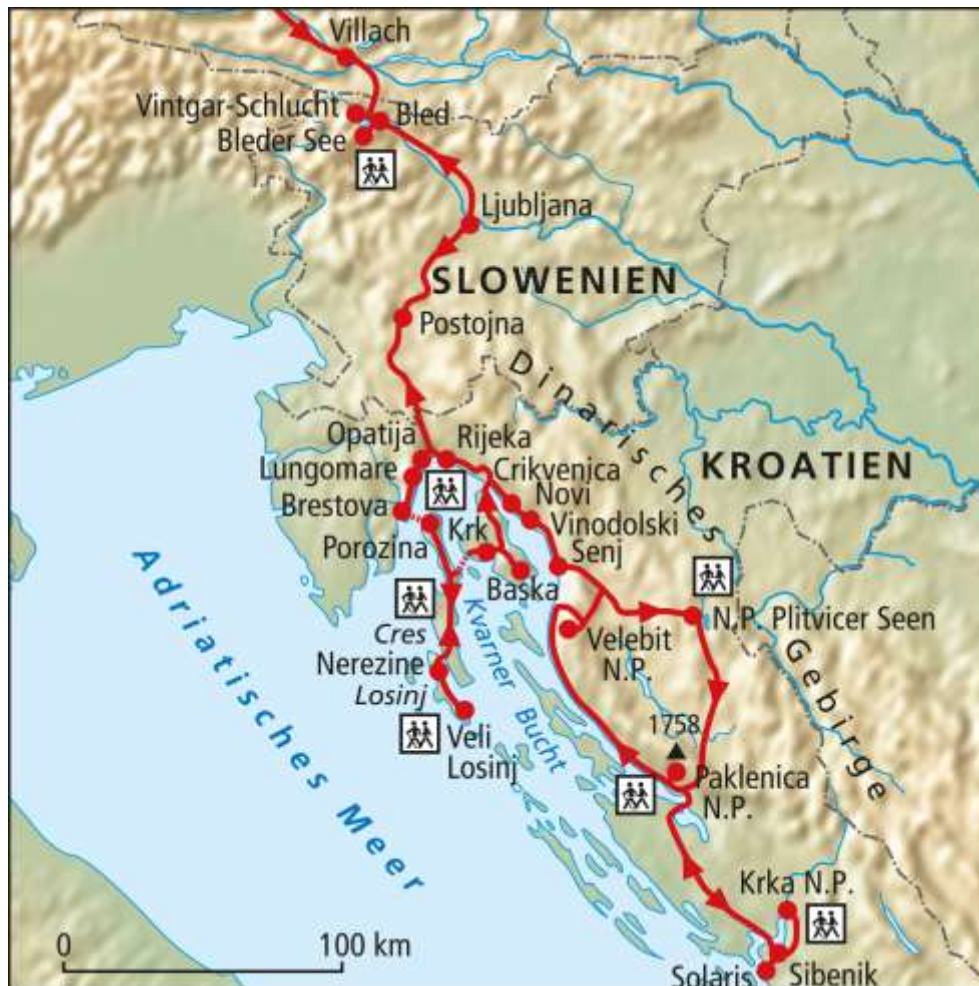 Villach
Vintgar-Schlucht
Bled
Bleder See
Ljubljana
SLOWENIEN
Postojna
Dinarisches
Gebirge
Opatija
Rijeka
Lungomare
Crikvenica
KROATIEN
Brestova
Novi
Vinodolski
Porozina
Krk
Senj
Baska
N.P. Plitvicer Seen
Cres
Kvarner
Bucht
Velebit
N.P.
Nerezine
Losinj
Veli
Losinj
1758
Paklenica
N.P.
Adriatisches Meer
Krka N.P.
0
100 km
Solaris
Sibenik